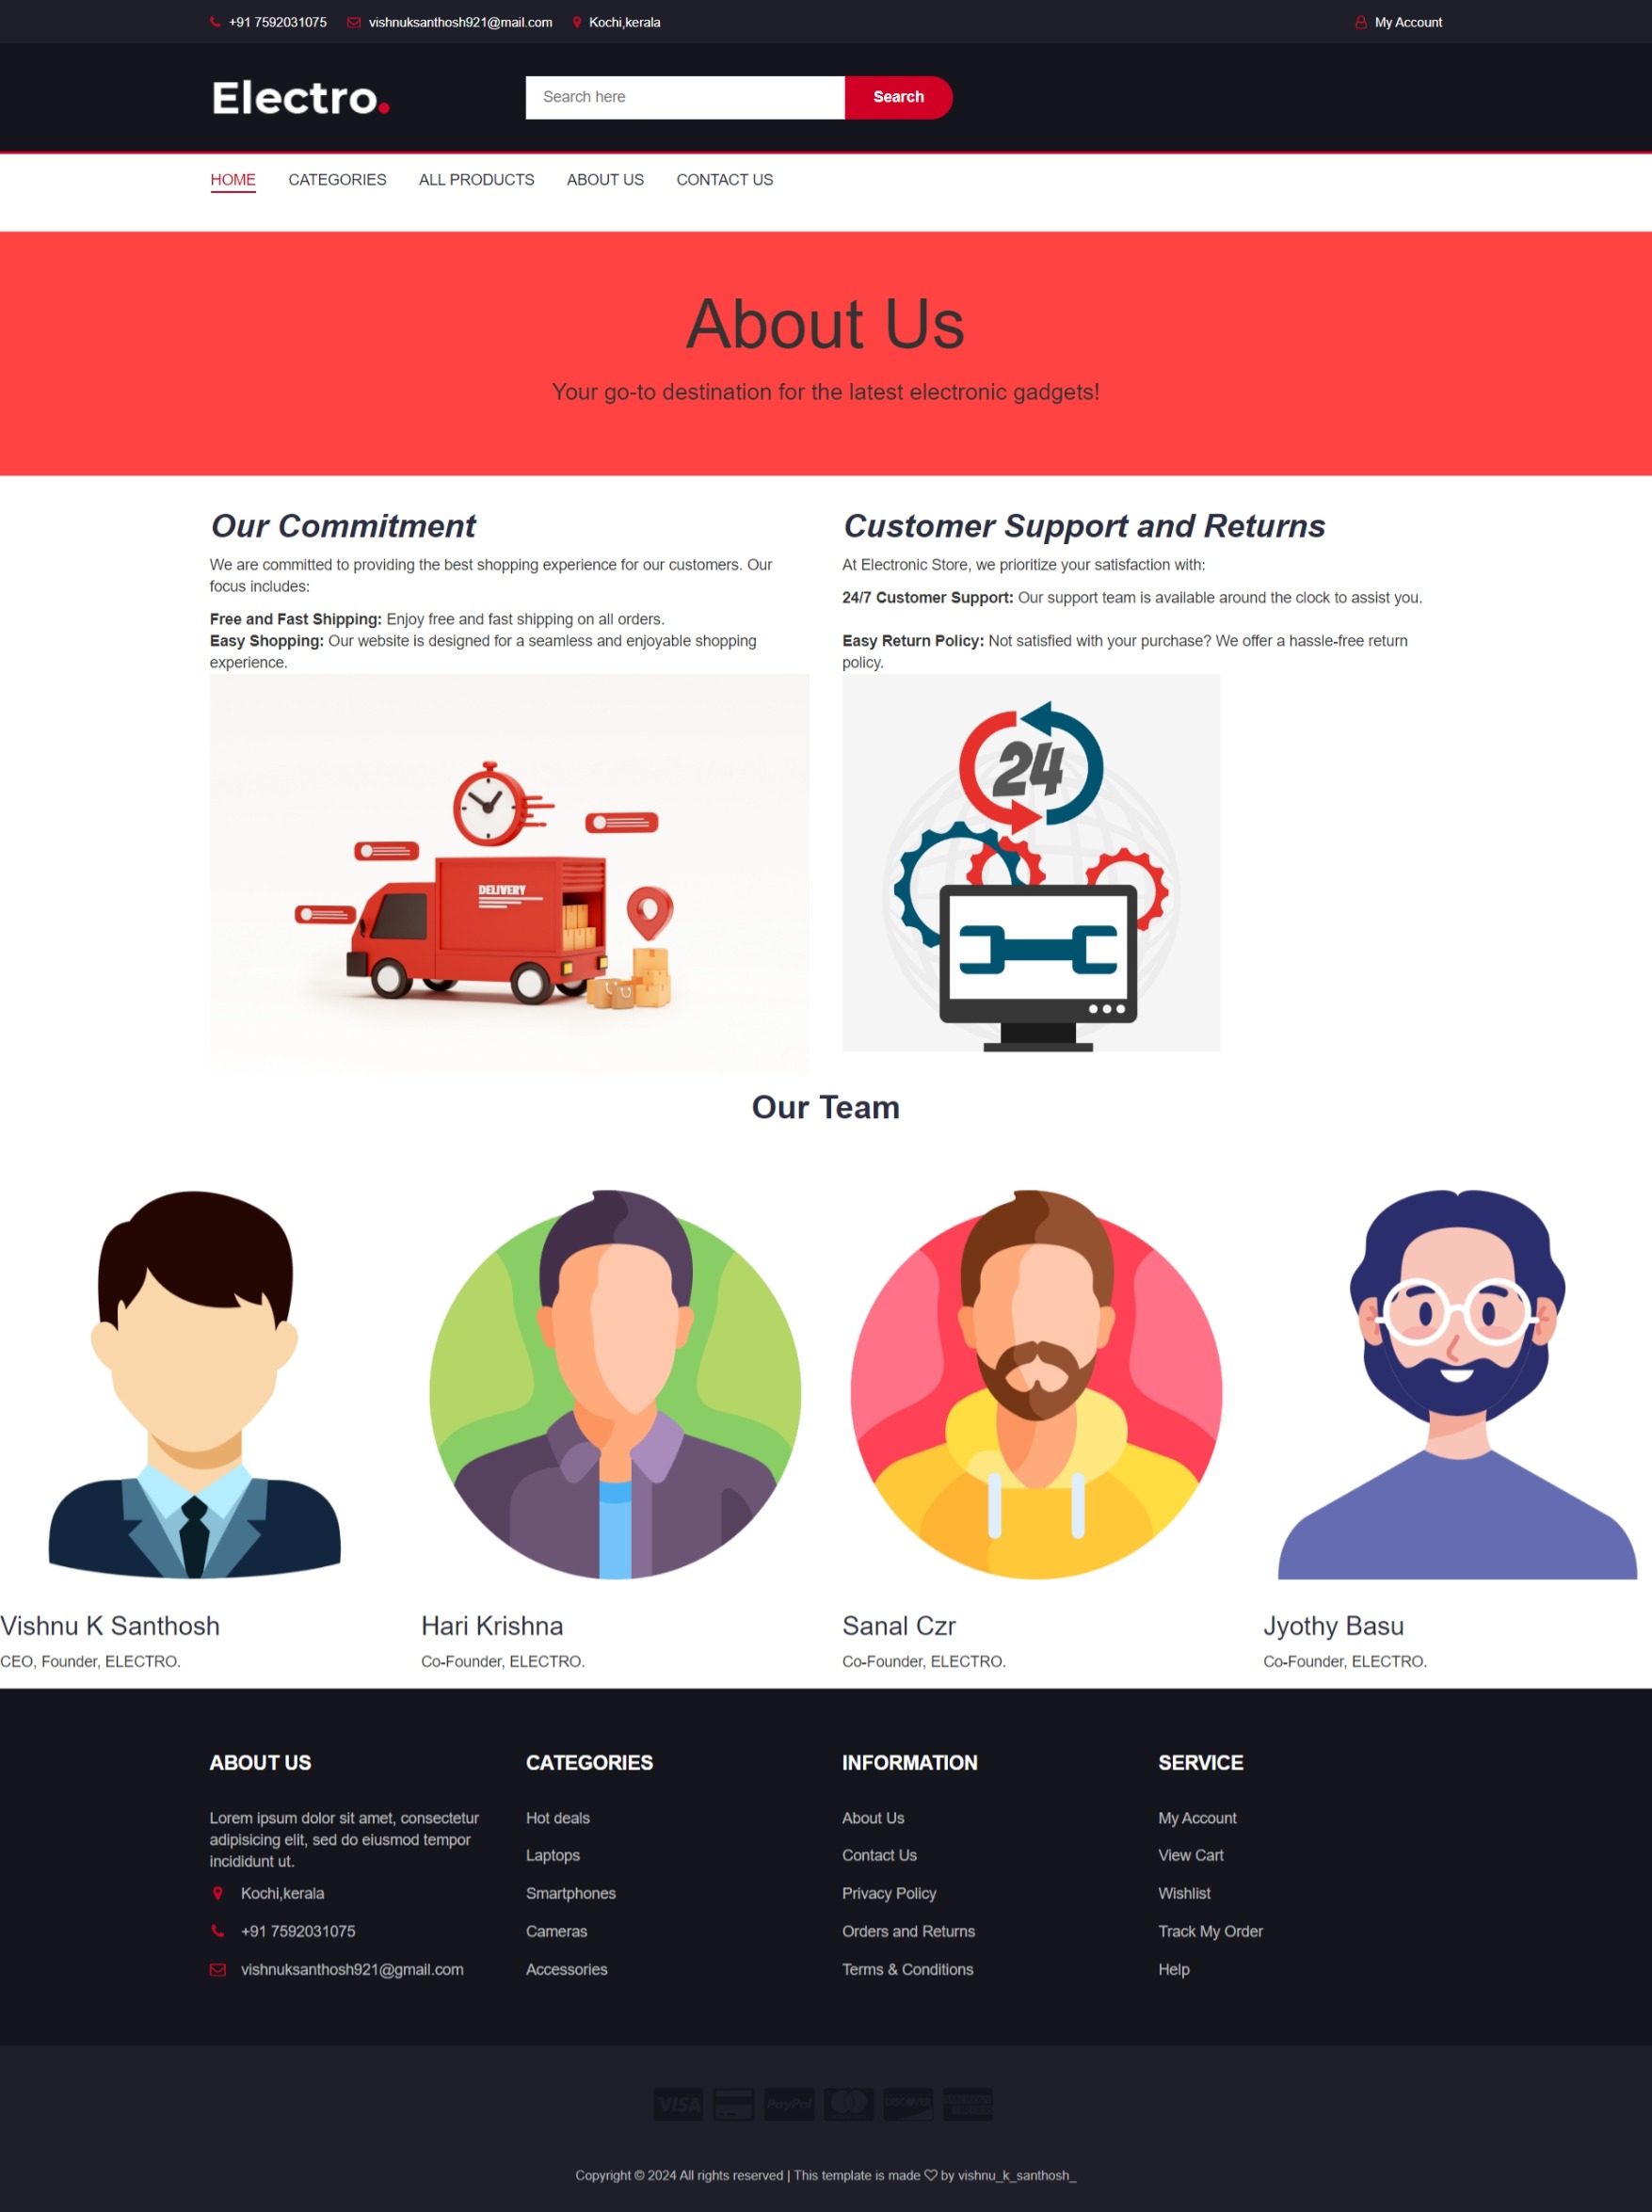 +91 7592031075 vishnuksanthosh921@mail.com Kochi,kerala My Account
Electro.
Search here Search
HOME CATEGORIES ALL PRODUCTS ABOUT US CONTACT US
About Us
Your go-to destination for the latest electronic gadgets!
Our Commitment
We are committed to providing the best shopping experience for our customers. Our
focus includes:
Free and Fast Shipping: Enjoy free and fast shipping on all orders.
Easy Shopping: Our website is designed for a seamless and enjoyable shopping
experience.
DELIVERY
Customer Support and Returns
At Electronic Store, we prioritize your satisfaction with:
24/7 Customer Support: Our support team is available around the clock to assist you.
Easy Return Policy: Not satisfied with your purchase? We offer a hassle-free return
policy.
24
Our Team
Vishnu K Santhosh
CEO, Founder, ELECTRO.
Hari Krishna
Co-Founder, ELECTRO.
Sanal Czr
Co-Founder, ELECTRO.
Jyothy Basu
Co-Founder, ELECTRO.
ABOUT US
Lorem ipsum dolor sit amet, consectetur
adipisicing elit, sed do eiusmod tempor
incididunt ut.
Kochi,kerala
+91 7592031075
vishnuksanthosh921@gmail.com
CATEGORIES
Hot deals
Laptops
Smartphones
Cameras
Accessories
INFORMATION
About Us
Contact Us
Privacy Policy
Orders and Returns
Terms & Conditions
SERVICE
My Account
View Cart
Wishlist
Track My Order
Help
VISA PayPal DISCOVER
Copyright © 2024 All rights reserved | This template is made ♡ by vishnu_k_santhosh_